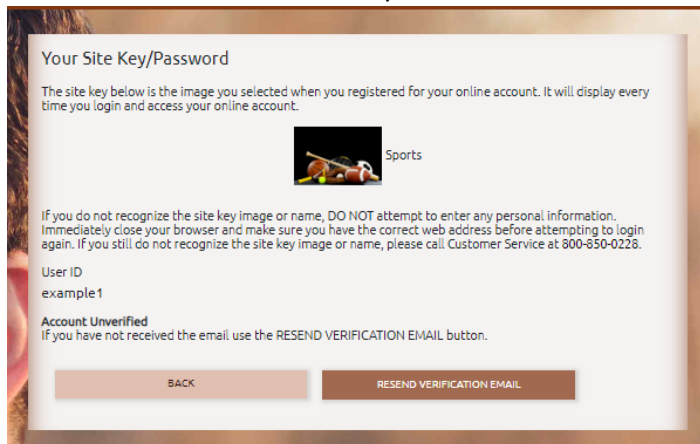 Your Site Key/Password
The site key below is the image you selected when you registered for your online account. It will display every
time you login and access your online account.
Sports
If you do not recognize the site key image or name, DO NOT attempt to enter any personal information.
Immediately close your browser and make sure you have the correct web address before attempting to login
again. If you still do not recognize the site key image or name, please call Customer Service at 800-850-0228.
User ID
example1
Account Unverified
If you have not received the email use the RESEND VERIFICATION EMAIL button.
BACK
RESEND VERIFICATION EMAIL